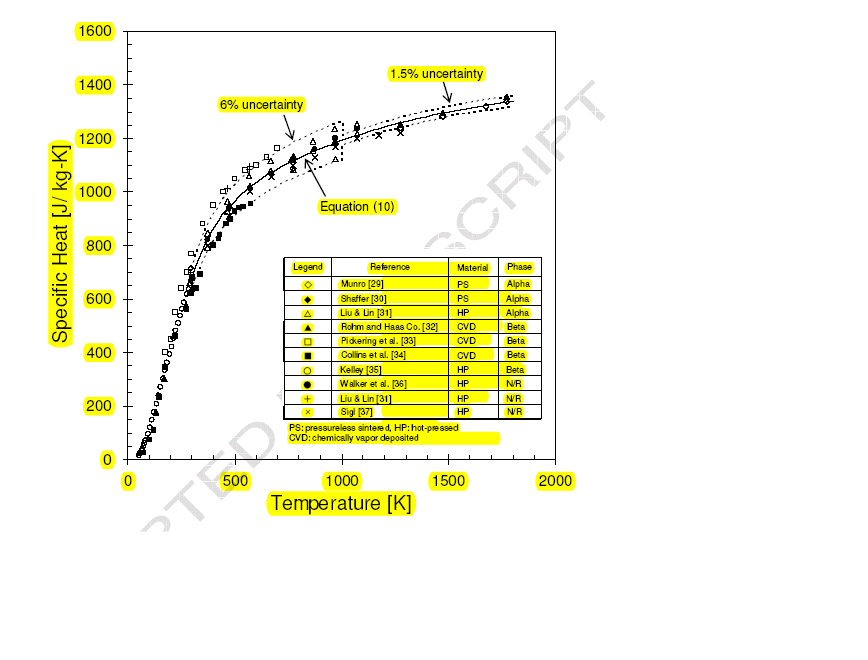 1600
1400
1200
1000
800
600
400
200
0
0 500 1000 1500 2000
Specific Heat [J/ kg-K]
Temperature [K]
1.5% uncertainty
6% uncertainty
Equation (10)
Legend Reference Material Phase
Munro [29] PS Alpha
Shaffer [30] PS Alpha
Liu & Lin [31] HP Alpha
Rohm and Haas Co. [32] CVD Beta
Pickering et al. [33] CVD Beta
Collins et al. [34] CVD Beta
Kelley [35] HP Beta
Walker et al. [36] HP N/R
Liu & Lin [31] HP N/R
Sigl [37] HP N/R
PS: pressureless sintered, HP: hot-pressed
CVD: chemically vapor deposited